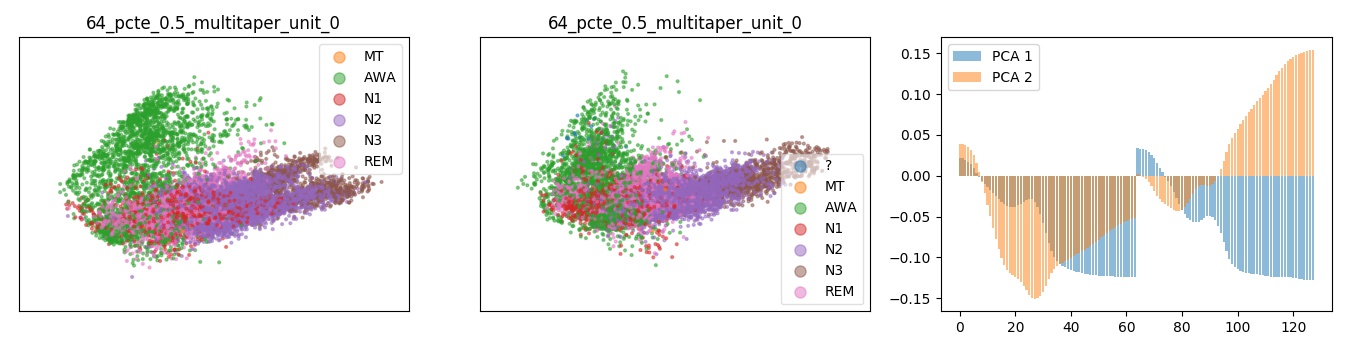 64_pcte_0.5_multitaper_unit_0
MT
AWA
N1
N2
N3
REM
64_pcte_0.5_multitaper_unit_0
?
MT
AWA
N1
N2
N3
REM
PCA 1
PCA 2
0.15
0.10
0.05
0.00
−0.05
−0.10
−0.15
0 20 40 60 80 100 120